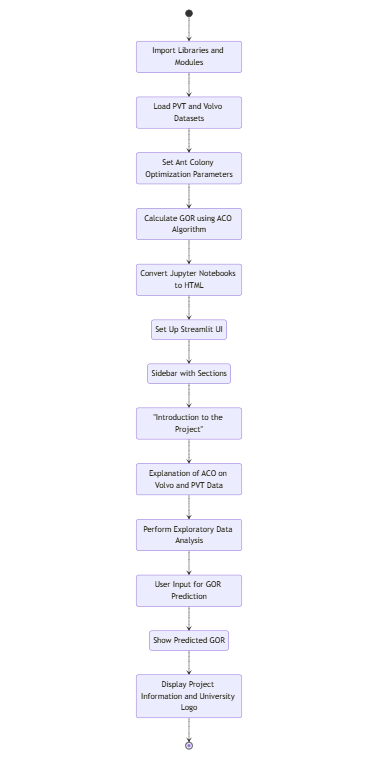 Import Libraries and
Modules
Load PVT and Volvo
Datasets
Set Ant Colony
Optimization Parameters
Calculate GOR using ACO
Algorithm
Convert Jupyter Notebooks
to HTML
Set Up Streamlit UI
Sidebar with Sections
"Introduction to the
Project"
Explanation of ACO on
Volvo and PVT Data
Perform Exploratory Data
Analysis
User Input for GOR
Prediction
Show Predicted GOR
Display Project
Information and University
Logo